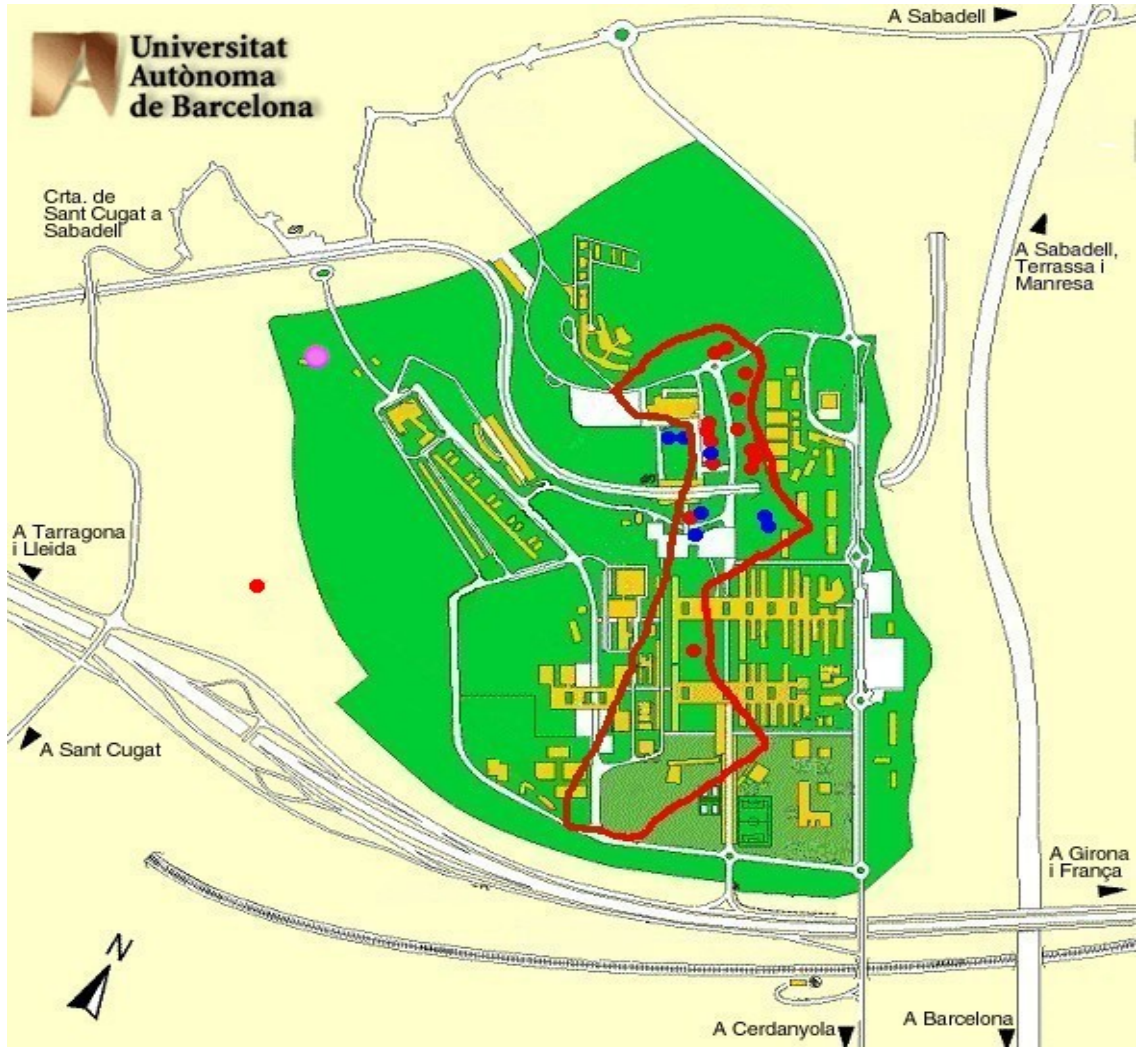 A Sabadell
Universitat
Autònoma
de Barcelona
Crta. de
Sant Cugat a
Sabadell
A Sabadell,
Terrassa i
Manresa
A Tarragona
i Lleida
A Sant Cugat
A Girona
i França
N
A Cerdanyola
A Barcelona